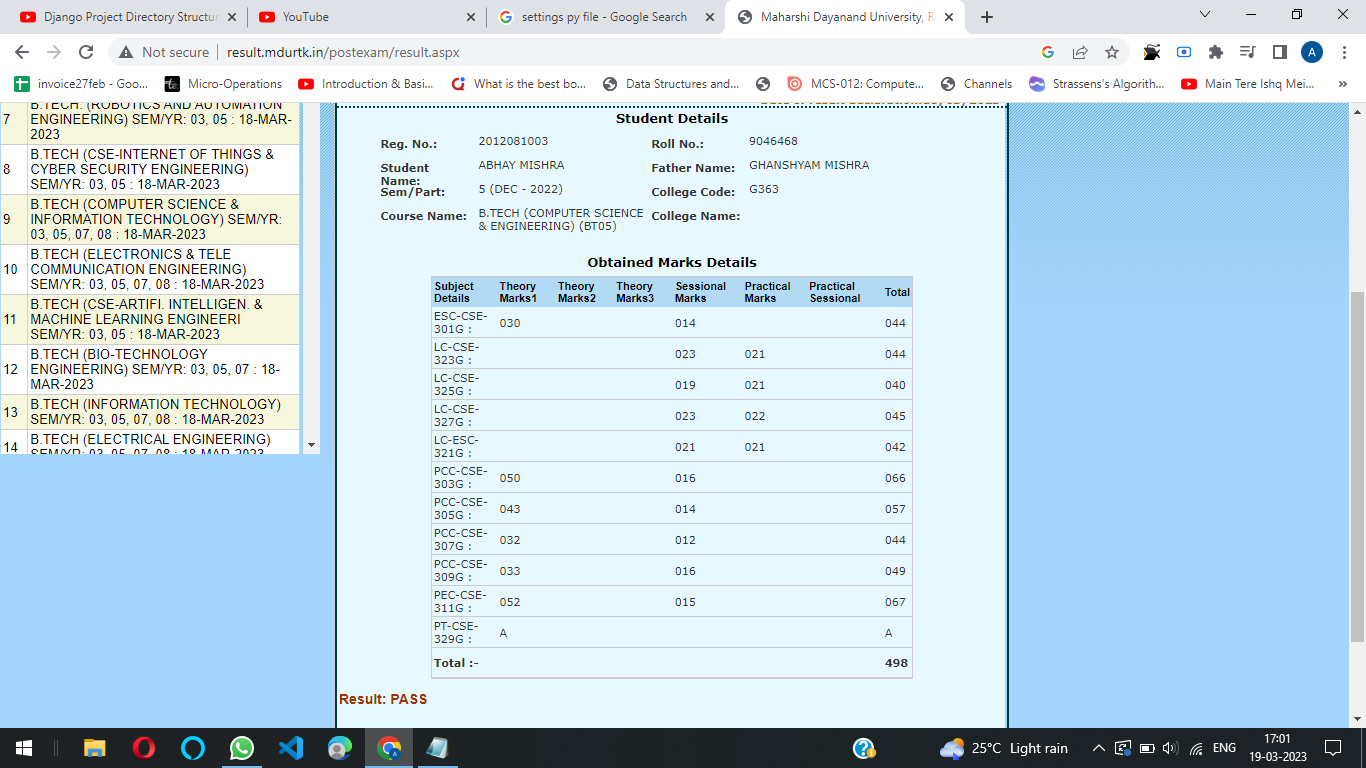 Django Project Directory Structur
YouTube
settings py file - Google Search
Maharshi Dayanand University, R
Not secure
result.mdurtk.in/postexam/result.aspx
A
invoice27feb - Goo...
Micro-Operations
Introduction & Basi...
What is the best bo...
Data Structures and...
MCS-012: Compute...
Channels
Strassens's Algorith...
Main Tere Ishq Mei...
»
7
B.TECH. (ROBOTICS AND AUTOMATION
ENGINEERING) SEM/YR: 03, 05 : 18-MAR-
2023
8
B.TECH (CSE-INTERNET OF THINGS &
CYBER SECURITY ENGINEERING)
SEM/YR: 03, 05 : 18-MAR-2023
9
B.TECH (COMPUTER SCIENCE &
INFORMATION TECHNOLOGY) SEM/YR:
03, 05, 07, 08 : 18-MAR-2023
10
B.TECH (ELECTRONICS & TELE
COMMUNICATION ENGINEERING)
SEM/YR: 03, 05, 07, 08 : 18-MAR-2023
11
B.TECH (CSE-ARTIFI. INTELLIGEN. &
MACHINE LEARNING ENGINEERI
SEM/YR: 03, 05 : 18-MAR-2023
12
B.TECH (BIO-TECHNOLOGY
ENGINEERING) SEM/YR: 03, 05, 07 : 18-
MAR-2023
13
B.TECH (INFORMATION TECHNOLOGY)
SEM/YR: 03, 05, 07, 08 : 18-MAR-2023
14
B.TECH (ELECTRICAL ENGINEERING)
SEM/YR: 03, 05, 07, 08 : 18-MAR-2023
Student Details
Reg. No.: 2012081003 Roll No.: 9046468
Student Name: ABHAY MISHRA Father Name: GHANSHYAM MISHRA
Sem/Part: 5 (DEC - 2022) College Code: G363
Course Name: B.TECH (COMPUTER SCIENCE & ENGINEERING) (BT05) College Name:
Obtained Marks Details
Subject Details Theory Marks1 Theory Marks2 Theory Marks3 Sessional Marks Practical Marks Practical Sessional Total
ESC-CSE-301G : 030 014 044
LC-CSE-323G : 023 021 044
LC-CSE-325G : 019 021 040
LC-CSE-327G : 023 022 045
LC-ESC-321G : 021 021 042
PCC-CSE-303G : 050 016 066
PCC-CSE-305G : 043 014 057
PCC-CSE-307G : 032 012 044
PCC-CSE-309G : 033 016 049
PEC-CSE-311G : 052 015 067
PT-CSE-329G : A A
Total :- 498
Result: PASS
25°C Light rain
ENG
17:01
19-03-2023